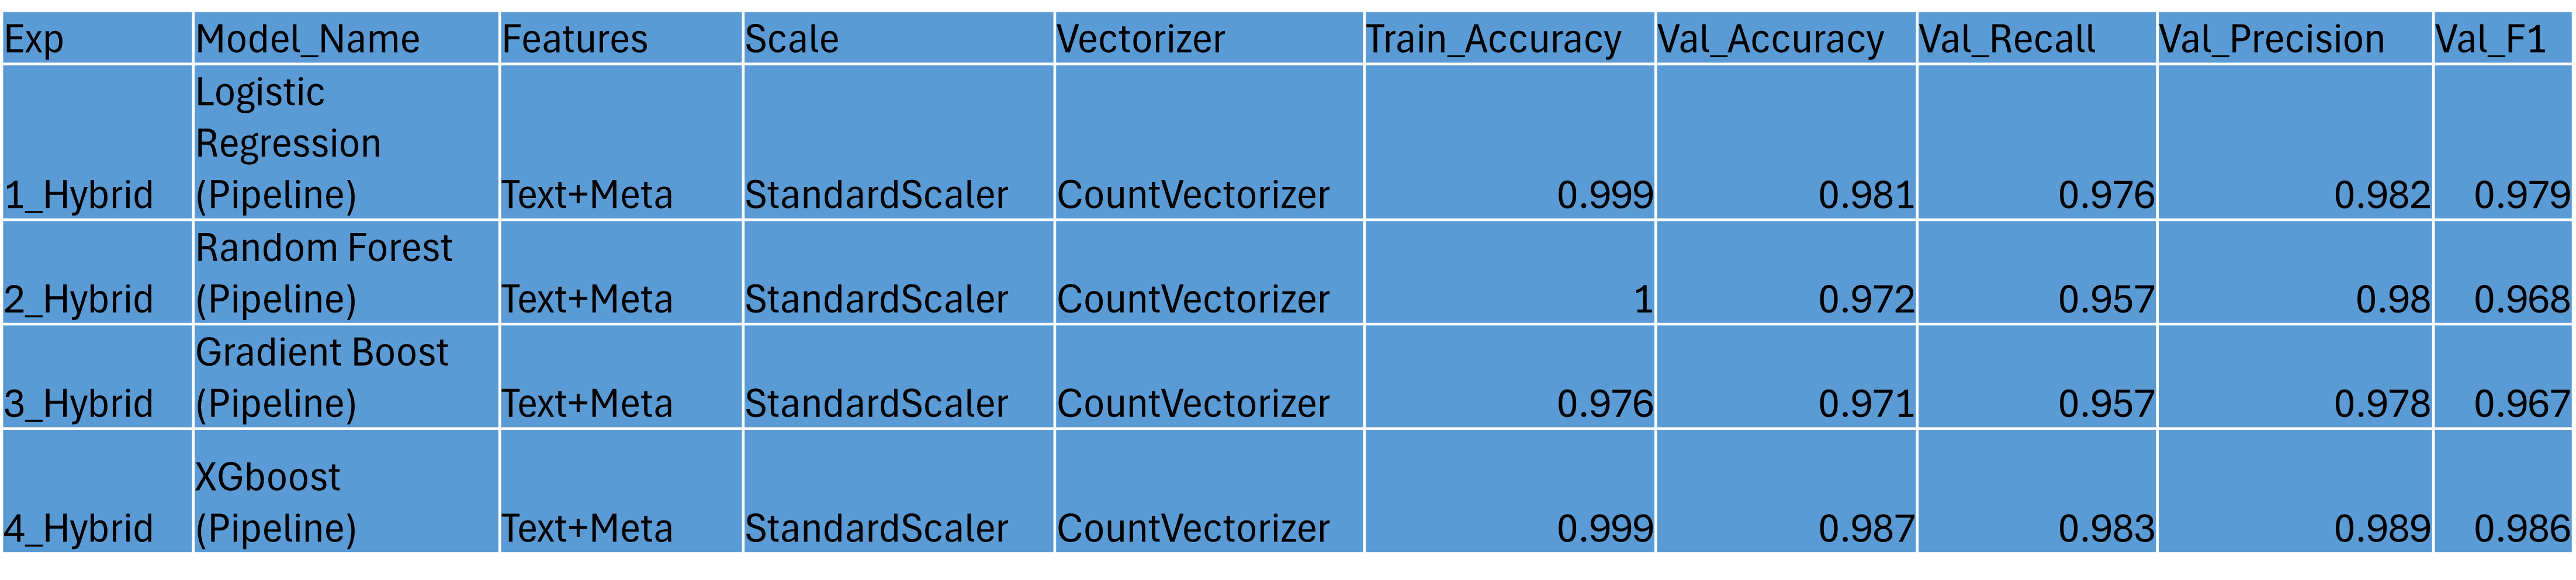 Exp Model_Name Features Scale Vectorizer Train_Accuracy Val_Accuracy Val_Recall Val_Precision Val_F1
Logistic
Regression
1_Hybrid (Pipeline) Text+Meta StandardScaler CountVectorizer 0.999 0.981 0.976 0.982 0.979
Random Forest
2_Hybrid (Pipeline) Text+Meta StandardScaler CountVectorizer 1 0.972 0.957 0.98 0.968
Gradient Boost
3_Hybrid (Pipeline) Text+Meta StandardScaler CountVectorizer 0.976 0.971 0.957 0.978 0.967
XGboost
4_Hybrid (Pipeline) Text+Meta StandardScaler CountVectorizer 0.999 0.987 0.983 0.989 0.986